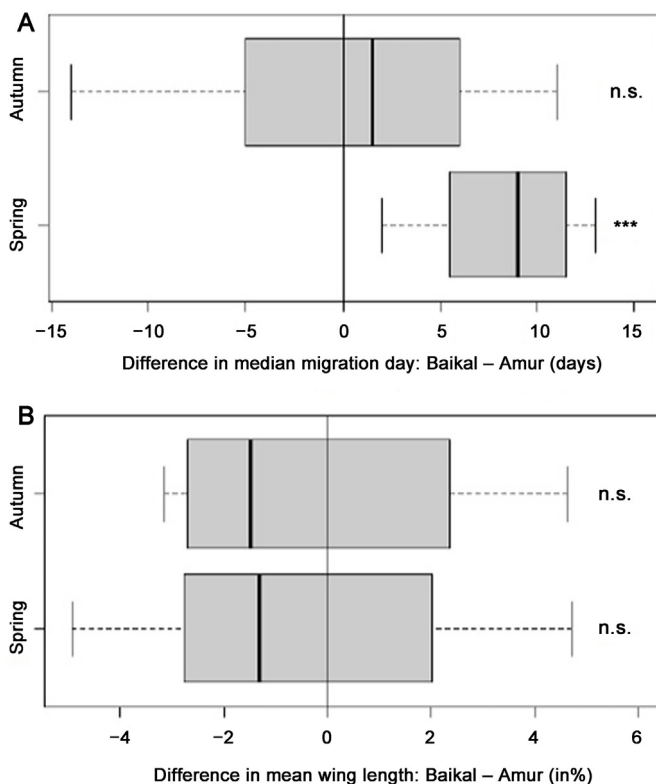 A
Autumn
n.s.
Spring
***
−15 −10 −5 0 5 10 15
Difference in median migration day: Baikal – Amur (days)
B
Autumn
n.s.
Spring
n.s.
−4 −2 0 2 4 6
Difference in mean wing length: Baikal – Amur (in%)